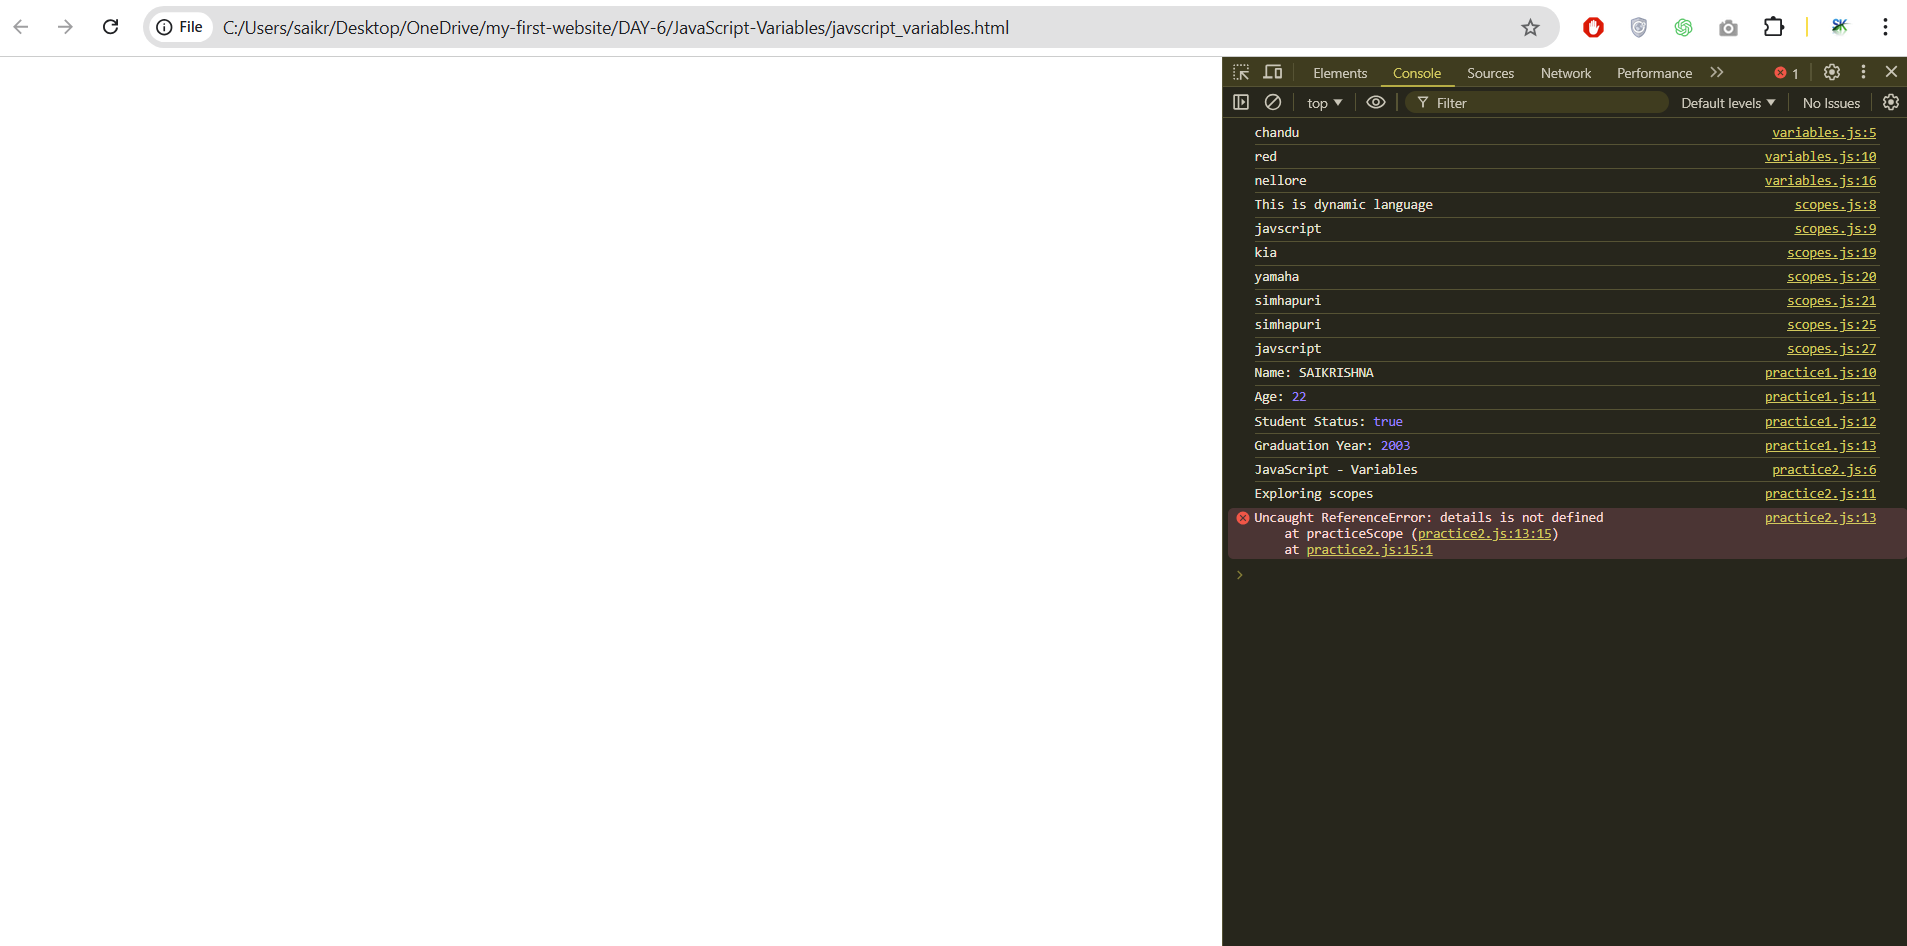 File C:/Users/saikr/Desktop/OneDrive/my-first-website/DAY-6/JavaScript-Variables/javscript_variables.html
SK
Elements Console Sources Network Performance 1
top Filter Default levels No Issues
chandu variables.js:5
red variables.js:10
nellore variables.js:16
This is dynamic language scopes.js:8
javscript scopes.js:9
kia scopes.js:19
yamaha scopes.js:20
simhapuri scopes.js:21
simhapuri scopes.js:25
javscript scopes.js:27
Name: SAIKRISHNA practice1.js:10
Age: 22 practice1.js:11
Student Status: true practice1.js:12
Graduation Year: 2003 practice1.js:13
JavaScript - Variables practice2.js:6
Exploring scopes practice2.js:11
Uncaught ReferenceError: details is not defined practice2.js:13
at practiceScope (practice2.js:13:15)
at practice2.js:15:1